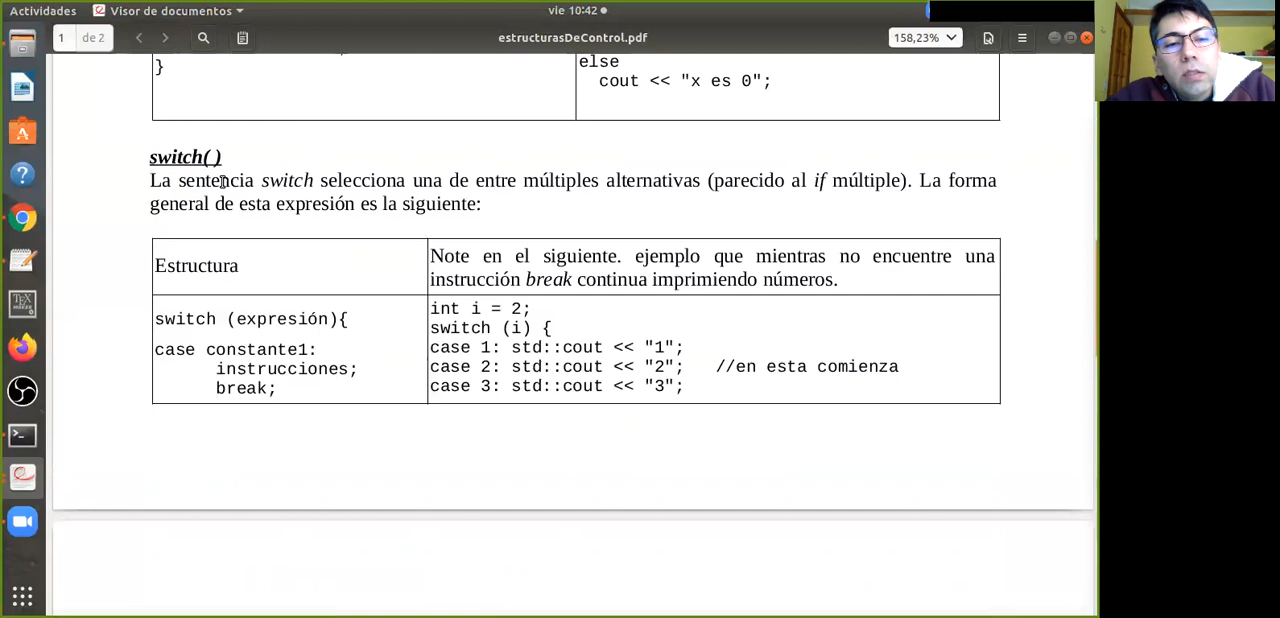 Actividades
Visor de documentos
vie 10:42
1
de 2
estructurasDeControl.pdf
158,23%
}
else
cout << "x es 0";
switch( )
La sentencia switch selecciona una de entre múltiples alternativas (parecido al if múltiple). La forma
general de esta expresión es la siguiente:
Estructura
Note en el siguiente. ejemplo que mientras no encuentre una
instrucción break continua imprimiendo números.
switch (expresión){
case constante1:
instrucciones;
break;
int i = 2;
switch (i) {
case 1: std::cout << "1";
case 2: std::cout << "2"; //en esta comienza
case 3: std::cout << "3";